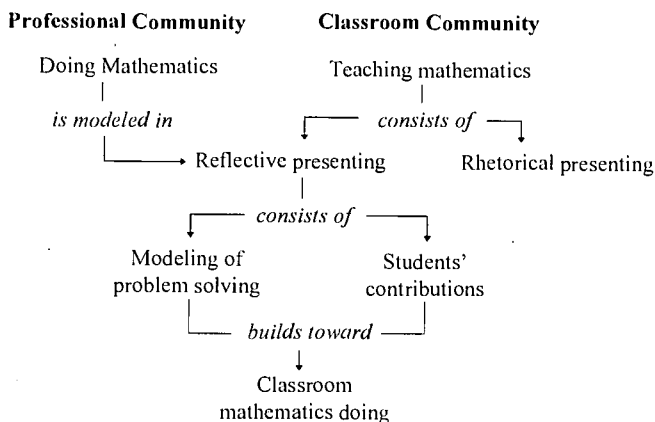 Professional Community
Classroom Community
Doing Mathematics
Teaching mathematics
is modeled in
consists of
Reflective presenting
Rhetorical presenting
consists of
Modeling of
problem solving
Students'
contributions
builds toward
Classroom
mathematics doing